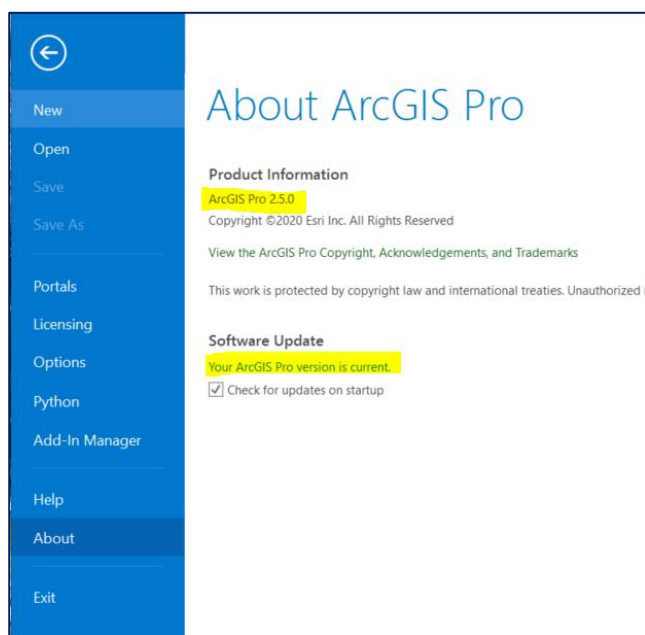 New
Open
Save
Save As
Portals
Licensing
Options
Python
Add-In Manager
Help
About
Exit
About ArcGIS Pro
Product Information
ArcGIS Pro 2.5.0
Copyright ©2020 Esri Inc. All Rights Reserved
View the ArcGIS Pro Copyright, Acknowledgements, and Trademarks
This work is protected by copyright law and international treaties. Unauthorized
Software Update
Your ArcGIS Pro version is current.
Check for updates on startup